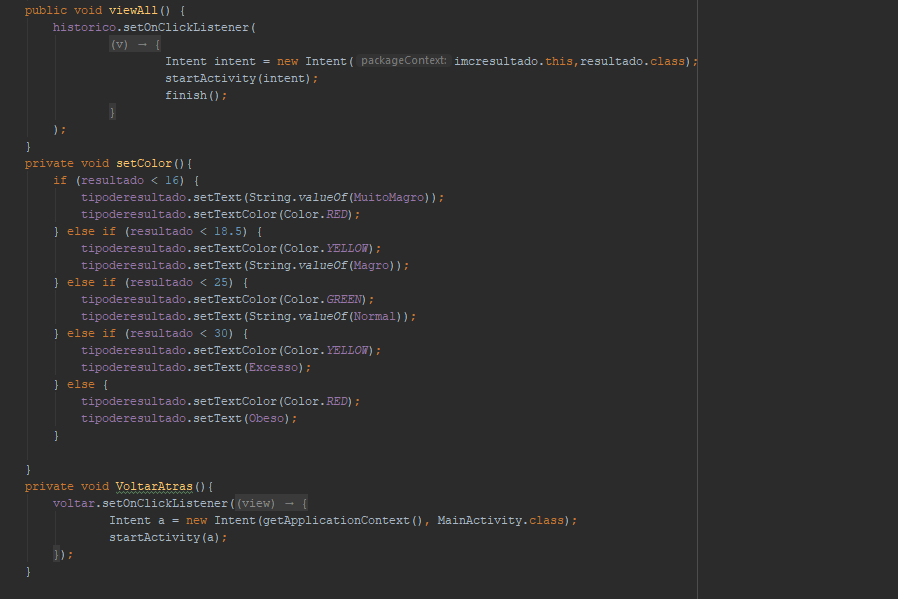 public void viewAll() {
historico.setOnClickListener(
(v) → {
Intent intent = new Intent( packageContext: imcresultado.this,resultado.class);
startActivity(intent);
finish();
}
);
}
private void setColor(){
if (resultado < 16) {
tipoderesultado.setText(String.valueOf(MuitoMagro));
tipoderesultado.setTextColor(Color.RED);
} else if (resultado < 18.5) {
tipoderesultado.setTextColor(Color.YELLOW);
tipoderesultado.setText(String.valueOf(Magro));
} else if (resultado < 25) {
tipoderesultado.setTextColor(Color.GREEN);
tipoderesultado.setText(String.valueOf(Normal));
} else if (resultado < 30) {
tipoderesultado.setTextColor(Color.YELLOW);
tipoderesultado.setText(Excesso);
} else {
tipoderesultado.setTextColor(Color.RED);
tipoderesultado.setText(Obeso);
}
}
private void VoltarAtras(){
voltar.setOnClickListener((view) → {
Intent a = new Intent(getApplicationContext(), MainActivity.class);
startActivity(a);
});
}